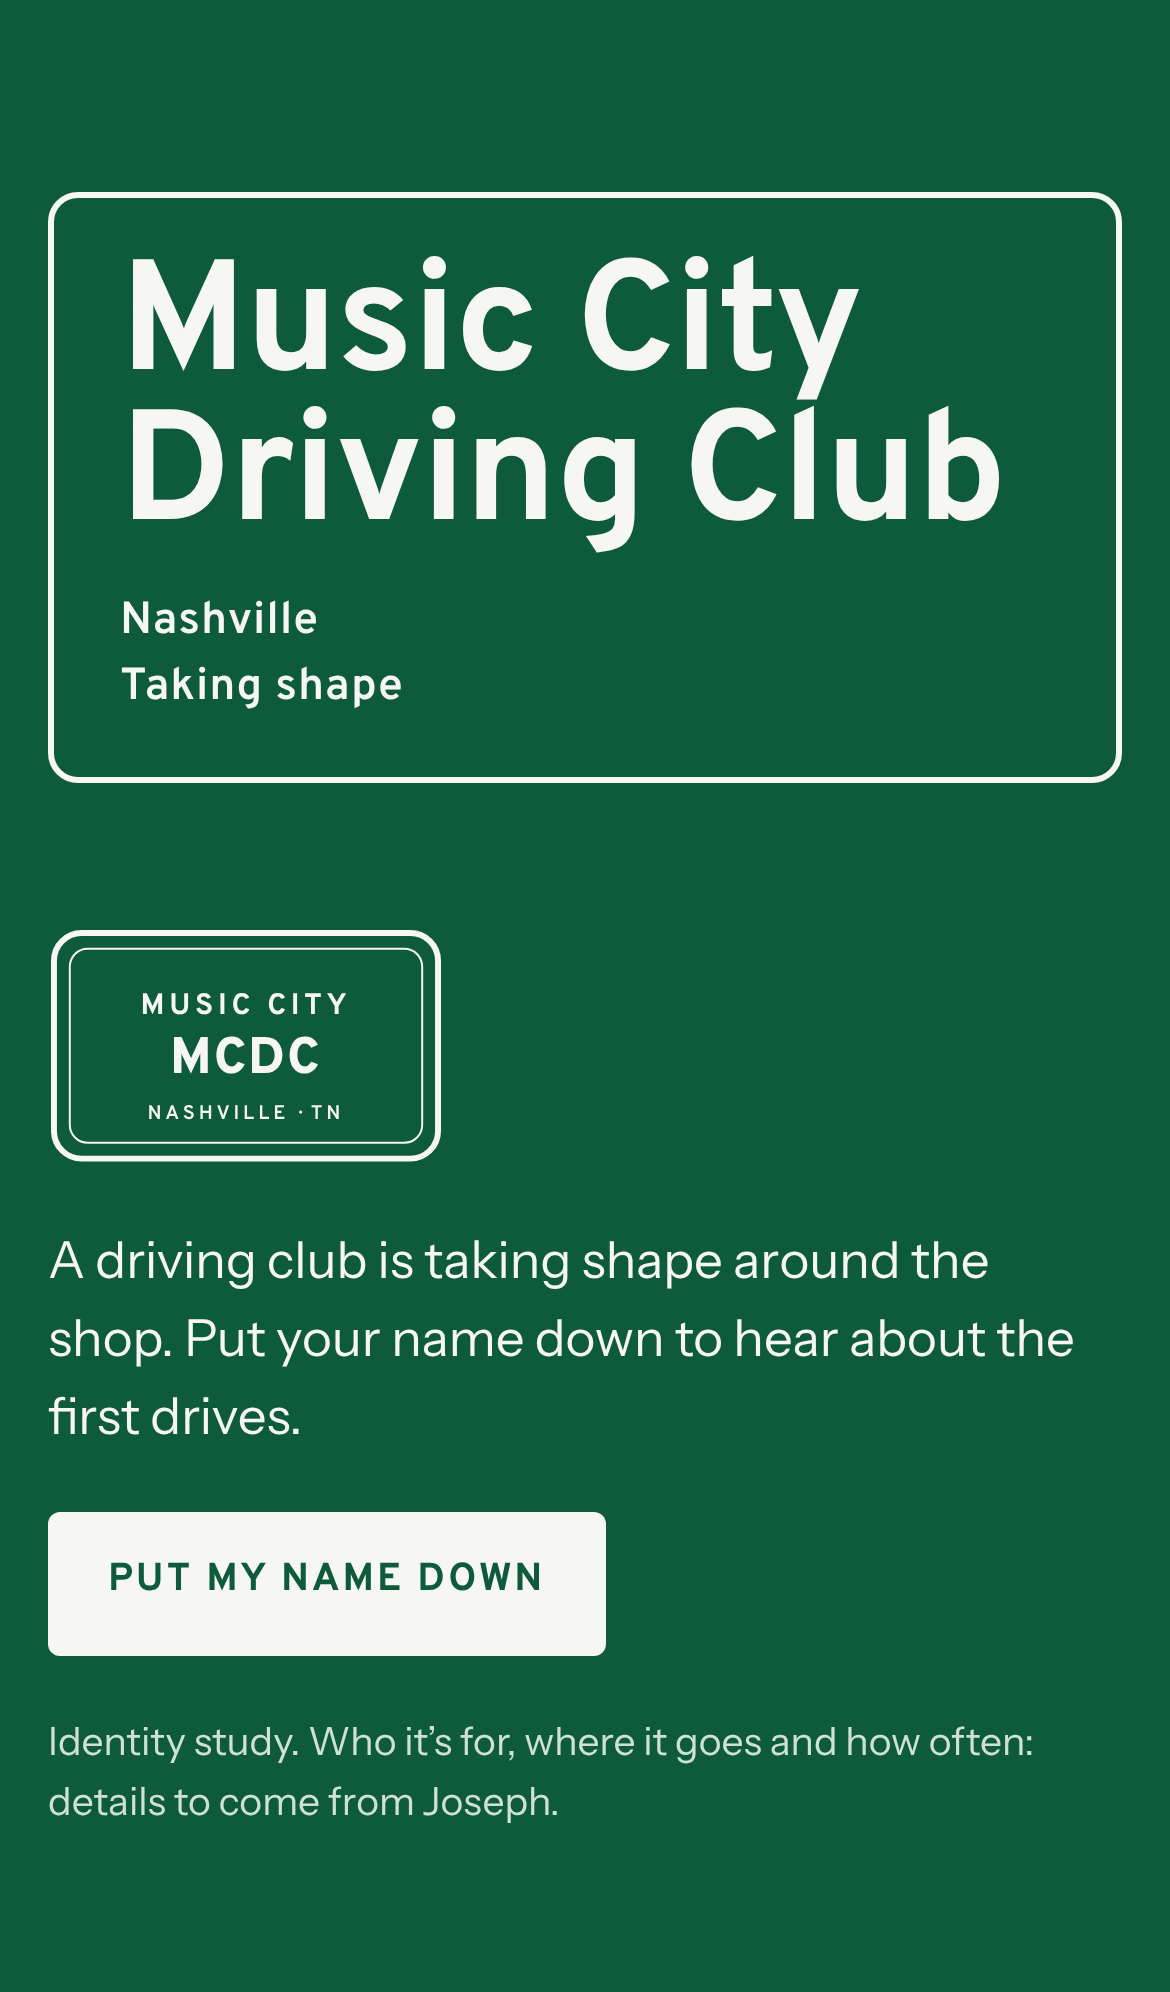 Music City
Driving Club
Nashville
Taking shape
MUSIC CITY
MCDC
NASHVILLE · TN
A driving club is taking shape around the
shop. Put your name down to hear about the
first drives.
PUT MY NAME DOWN
Identity study. Who it’s for, where it goes and how often:
details to come from Joseph.